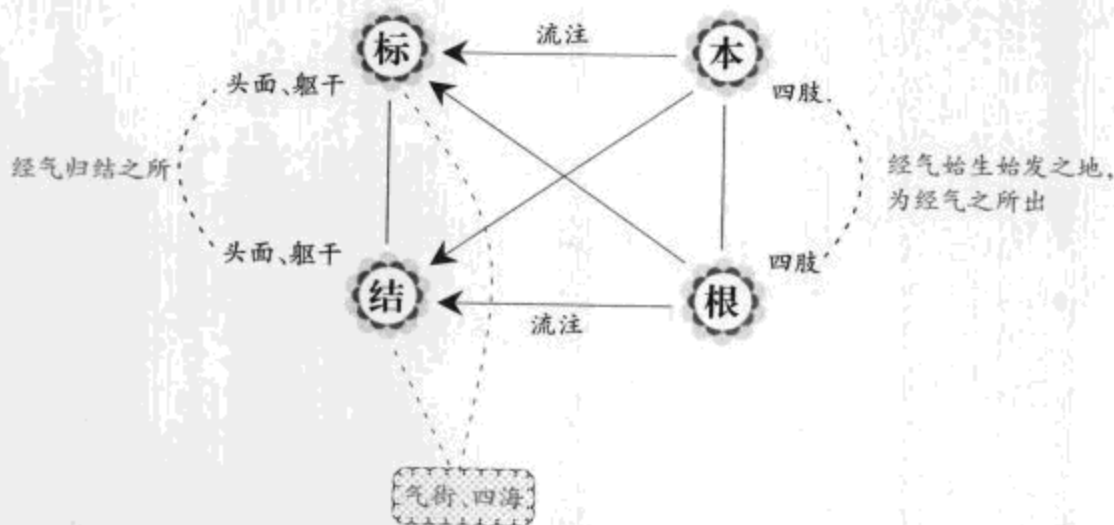 标
流注
本
头面、躯干
四肢
经气归结之所
经气始生始发之地,
为经气之所出
头面、躯干
四肢
结
流注
根
气街、四海